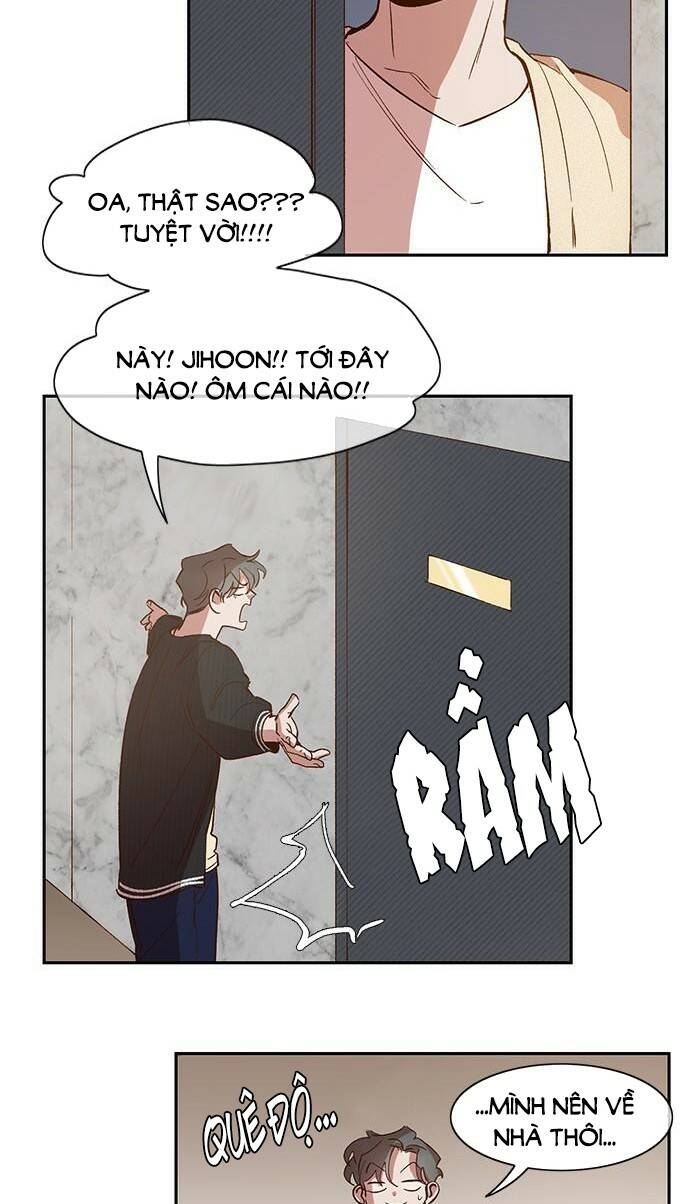 OA, THẬT SAO???
TUYỆT VỜI!!!!
NÀY! JIHOON!! TỚI ĐÂY
NÀO! ÔM CÁI NÀO!!
RẦM
QUÊ ĐỘ...
...MÌNH NÊN VỀ
NHÀ THÔI...